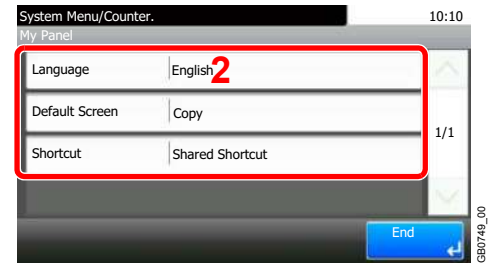 System Menu/Counter. 10:10
My Panel
Language English 2
Default Screen Copy
1/1
Shortcut Shared Shortcut
End
GB0749_00